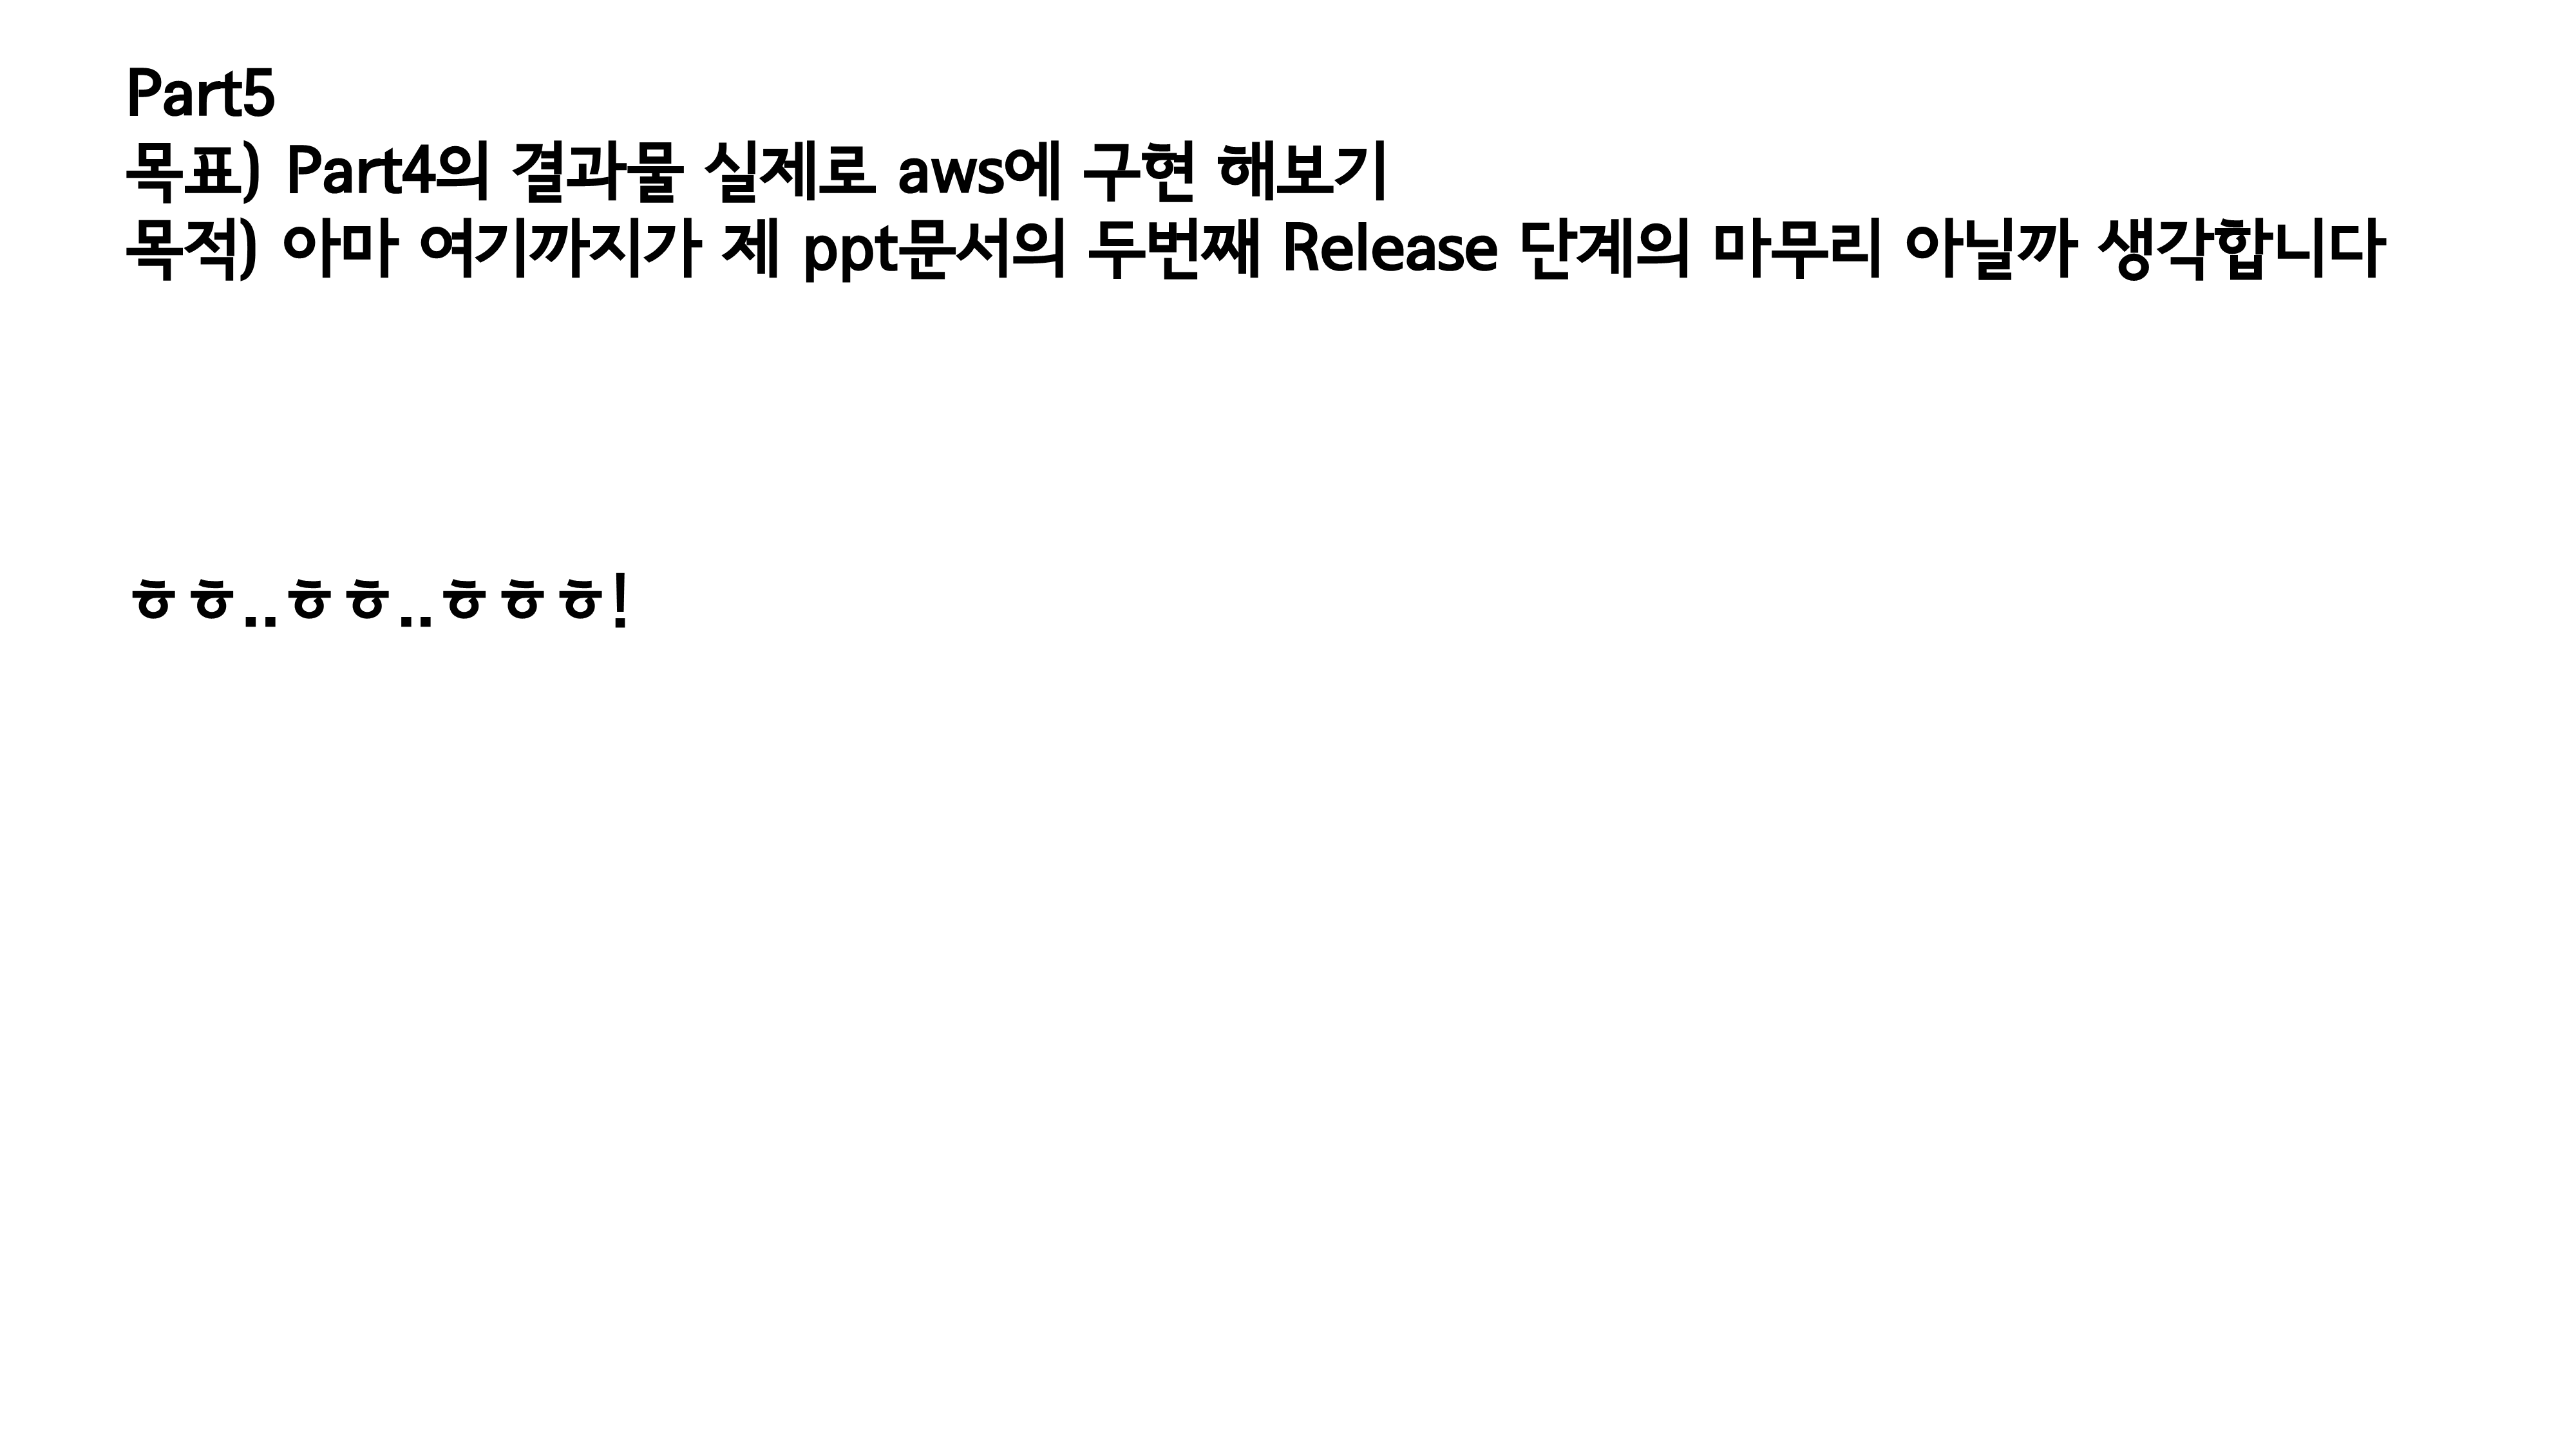 Part5
목표) Part4의 결과물 실제로 aws에 구현 해보기
목적) 아마 여기까지가 제 ppt문서의 두번째 Release 단계의 마무리 아닐까 생각합니다
ㅎㅎ..ㅎㅎ..ㅎㅎㅎ!